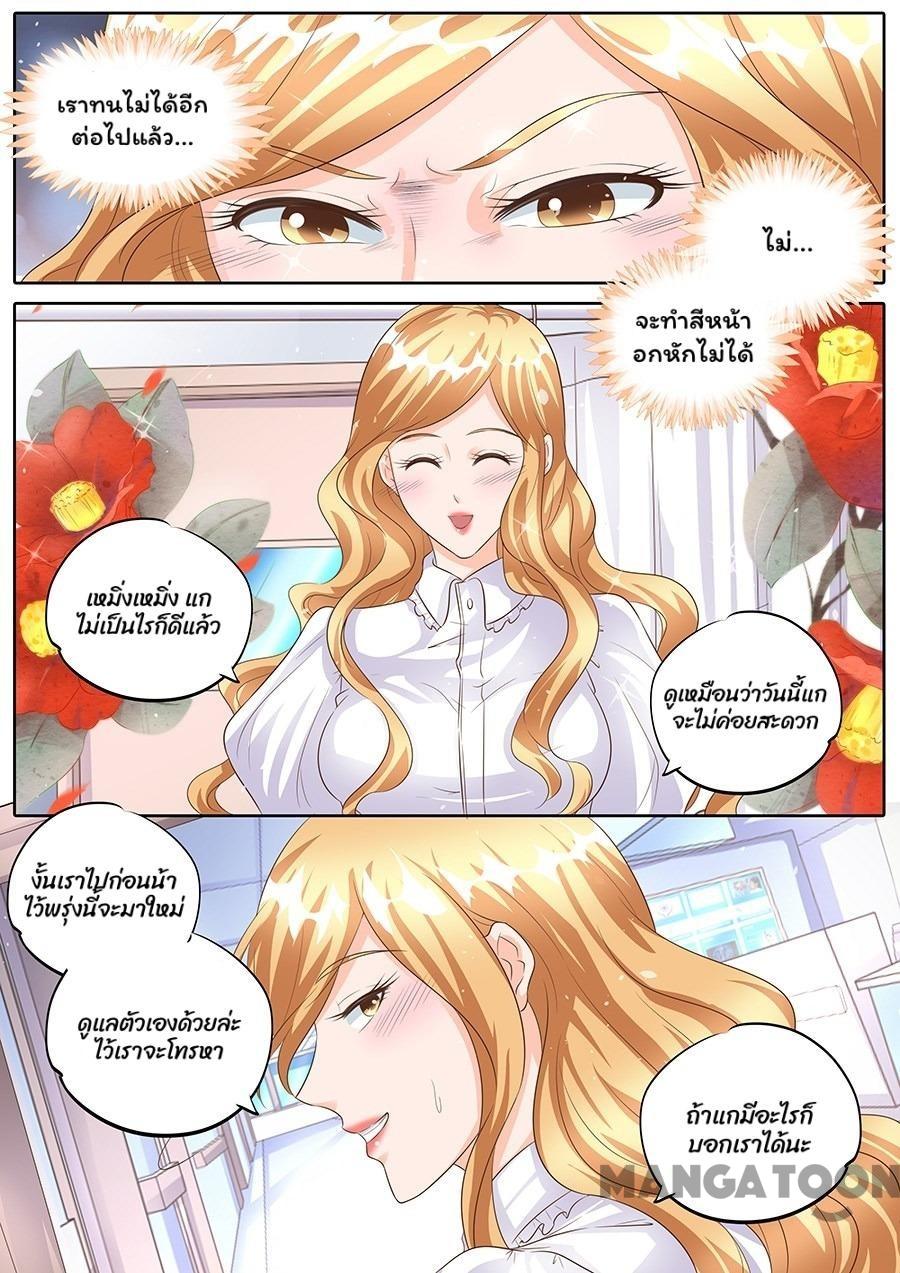 เราทนไม่ได้อีก
ต่อไปแล้ว...
ไม่...
จะทำสีหน้า
อกหักไม่ได้
เหมิ่งเหมิ่ง แก
ไม่เป็นไรก็ดีแล้ว
ดูเหมือนว่าวันนี้แก
จะไม่ค่อยสะดวก
งั้นเราไปก่อนน้า
ไว้พรุ่งนี้จะมาใหม่
ดูแลตัวเองด้วยล่ะ
ไว้เราจะโทรหา
ถ้าแกมีอะไรก็
บอกเราได้นะ
MANGATOON